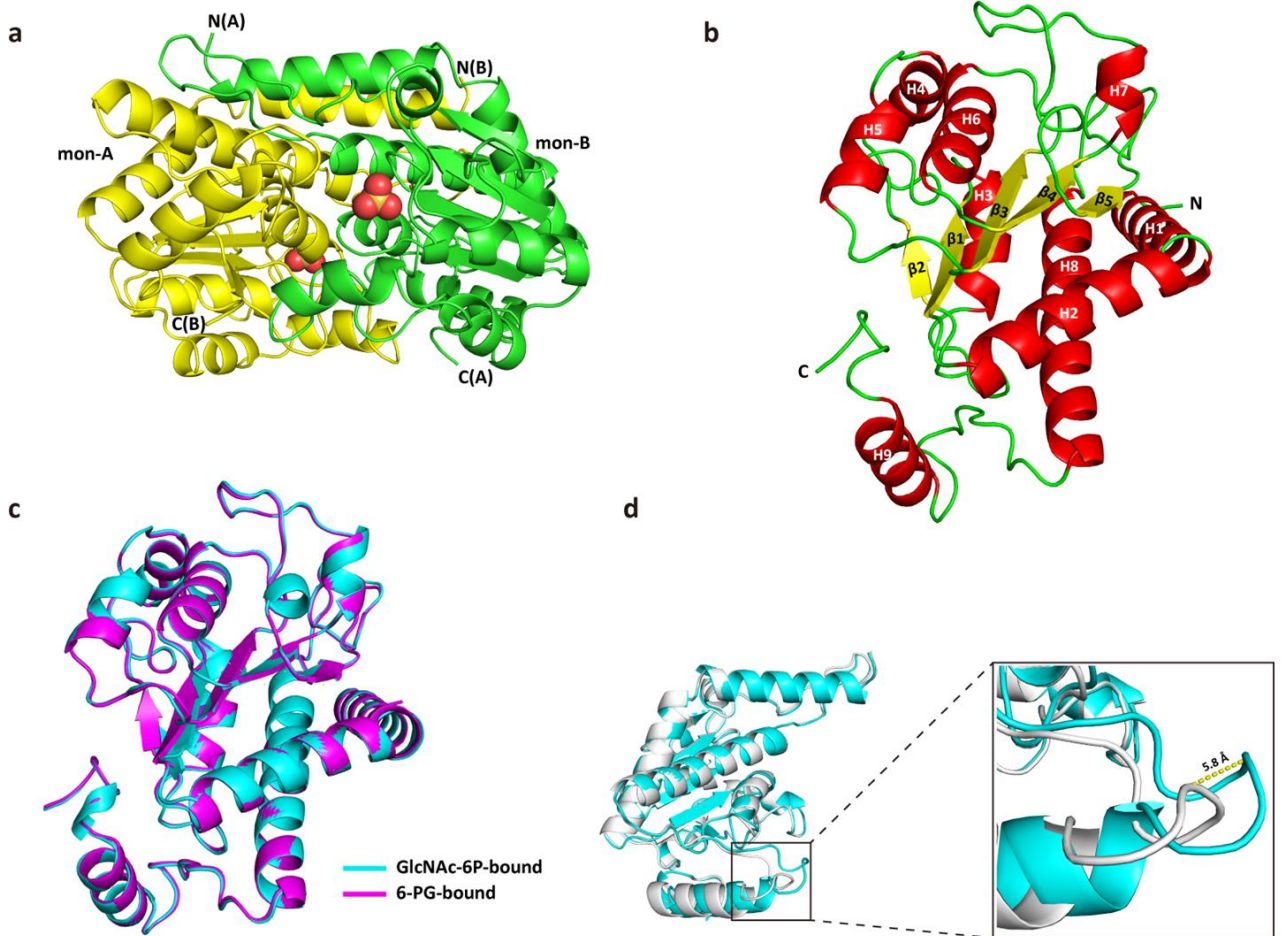 a
N(A)
N(B)
mon-A
mon-B
C(B)
C(A)
b
H4
H7
H5
H6
H3
β3
β4
β5
N
H1
β1
β2
H8
H2
C
H9
c
GlcNAc-6P-bound
6-PG-bound
d
5.8 Å